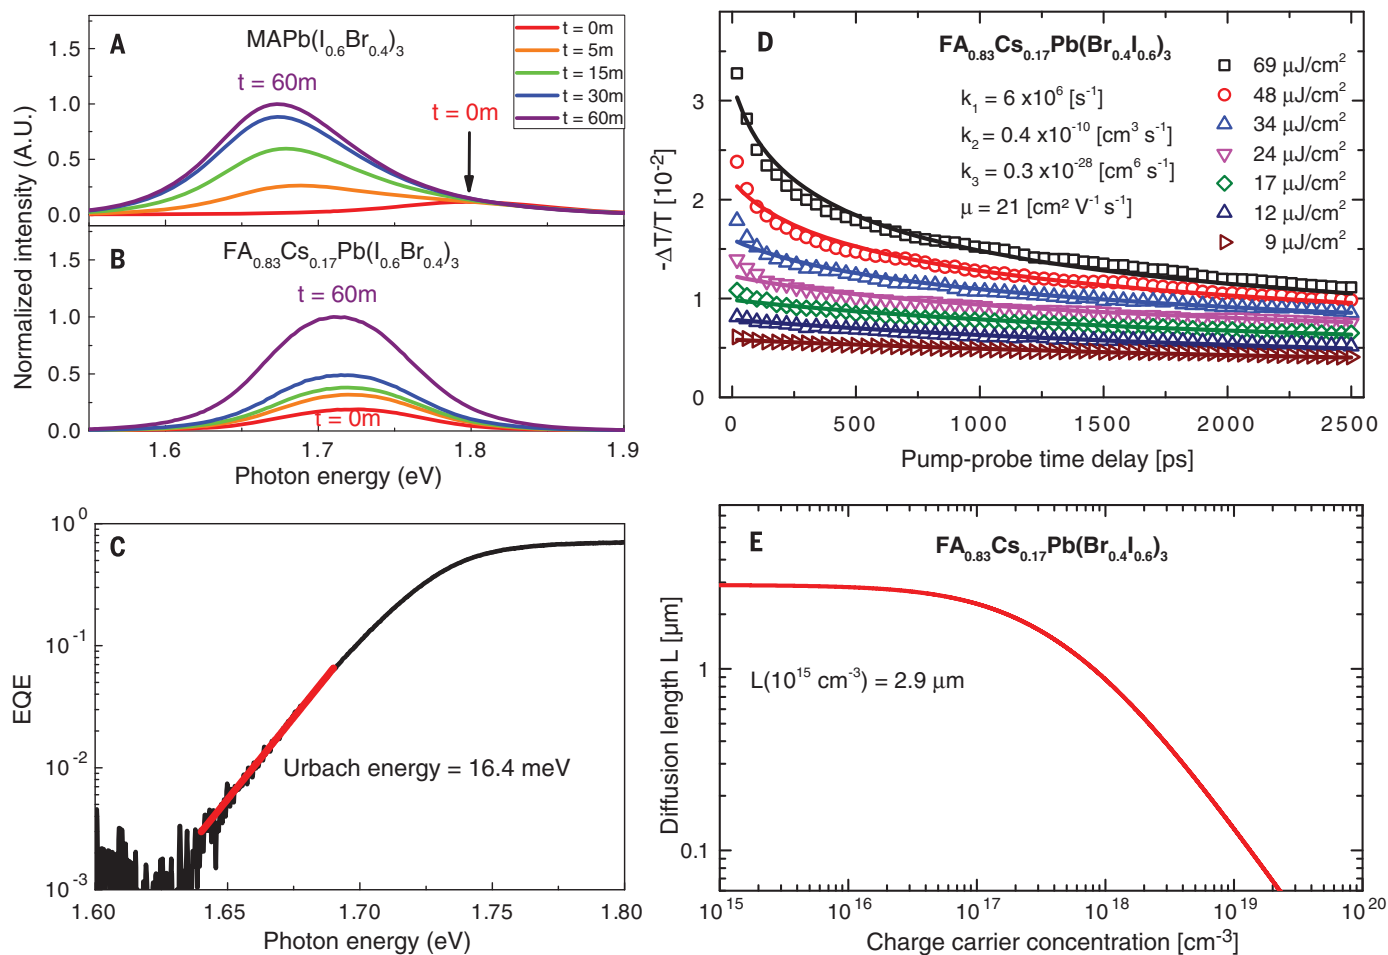 A
MAPb(I0.6Br0.4)3
t = 0m
t = 5m
t = 15m
t = 30m
t = 60m
t = 60m
t = 0m
1.5
1.0
0.5
0.0
B
FA0.83Cs0.17Pb(I0.6Br0.4)3
t = 60m
t = 0m
1.5
1.0
0.5
0.0
Normalized intensity (A.U.)
1.6 1.7 1.8 1.9
Photon energy (eV)
C
10^0
10^-1
10^-2
10^-3
EQE
Urbach energy = 16.4 meV
1.60 1.65 1.70 1.75 1.80
Photon energy (eV)
D
FA0.83Cs0.17Pb(Br0.4I0.6)3
k1 = 6 x10^6 [s^-1]
k2 = 0.4 x10^-10 [cm^3 s^-1]
k3 = 0.3 x10^-28 [cm^6 s^-1]
μ = 21 [cm² V^-1 s^-1]
69 μJ/cm^2
48 μJ/cm^2
34 μJ/cm^2
24 μJ/cm^2
17 μJ/cm^2
12 μJ/cm^2
9 μJ/cm^2
3
2
1
0
-ΔT/T [10^-2]
0 500 1000 1500 2000 2500
Pump-probe time delay [ps]
E
FA0.83Cs0.17Pb(Br0.4I0.6)3
L(10^15 cm^-3) = 2.9 μm
1
0.1
Diffusion length L [μm]
10^15 10^16 10^17 10^18 10^19 10^20
Charge carrier concentration [cm^-3]